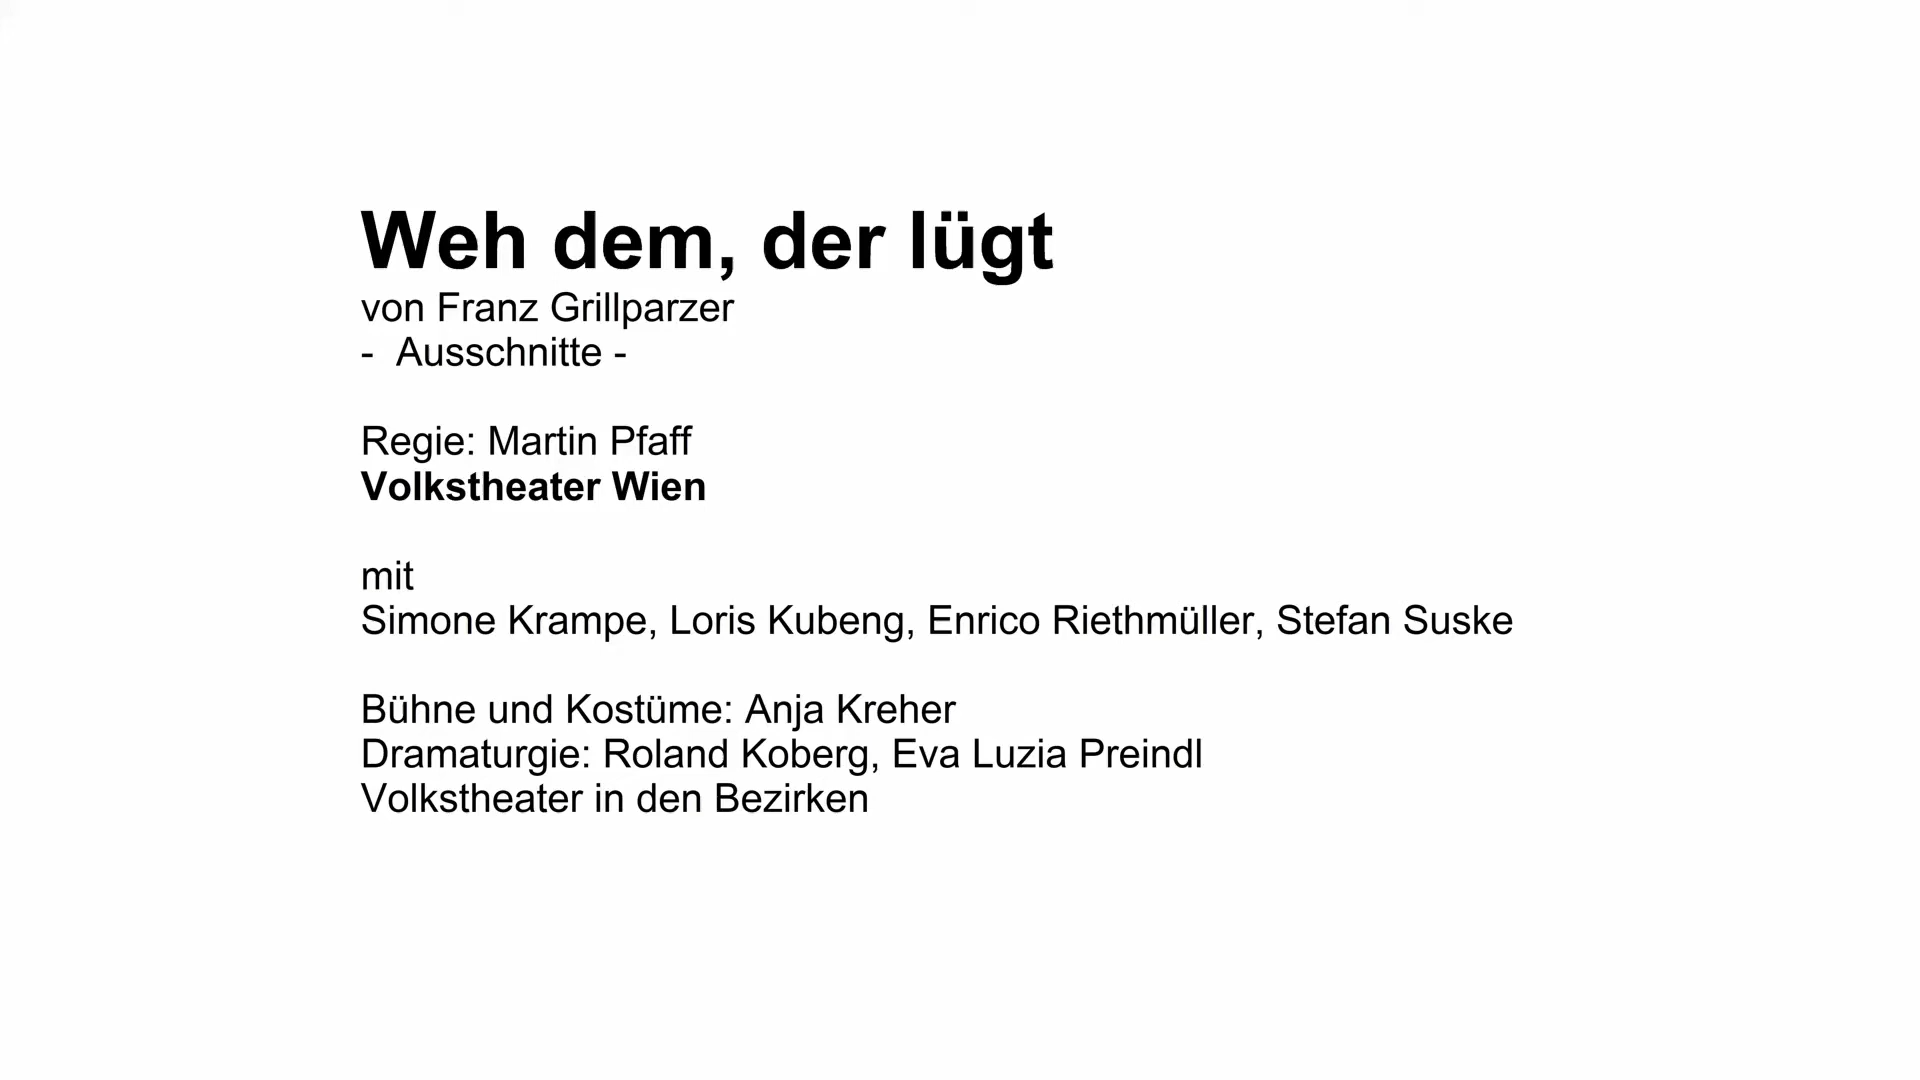 Weh dem, der lügt
von Franz Grillparzer
-  Ausschnitte -
Regie: Martin Pfaff
Volkstheater Wien
mit
Simone Krampe, Loris Kubeng, Enrico Riethmüller, Stefan Suske
Bühne und Kostüme: Anja Kreher
Dramaturgie: Roland Koberg, Eva Luzia Preindl
Volkstheater in den Bezirken